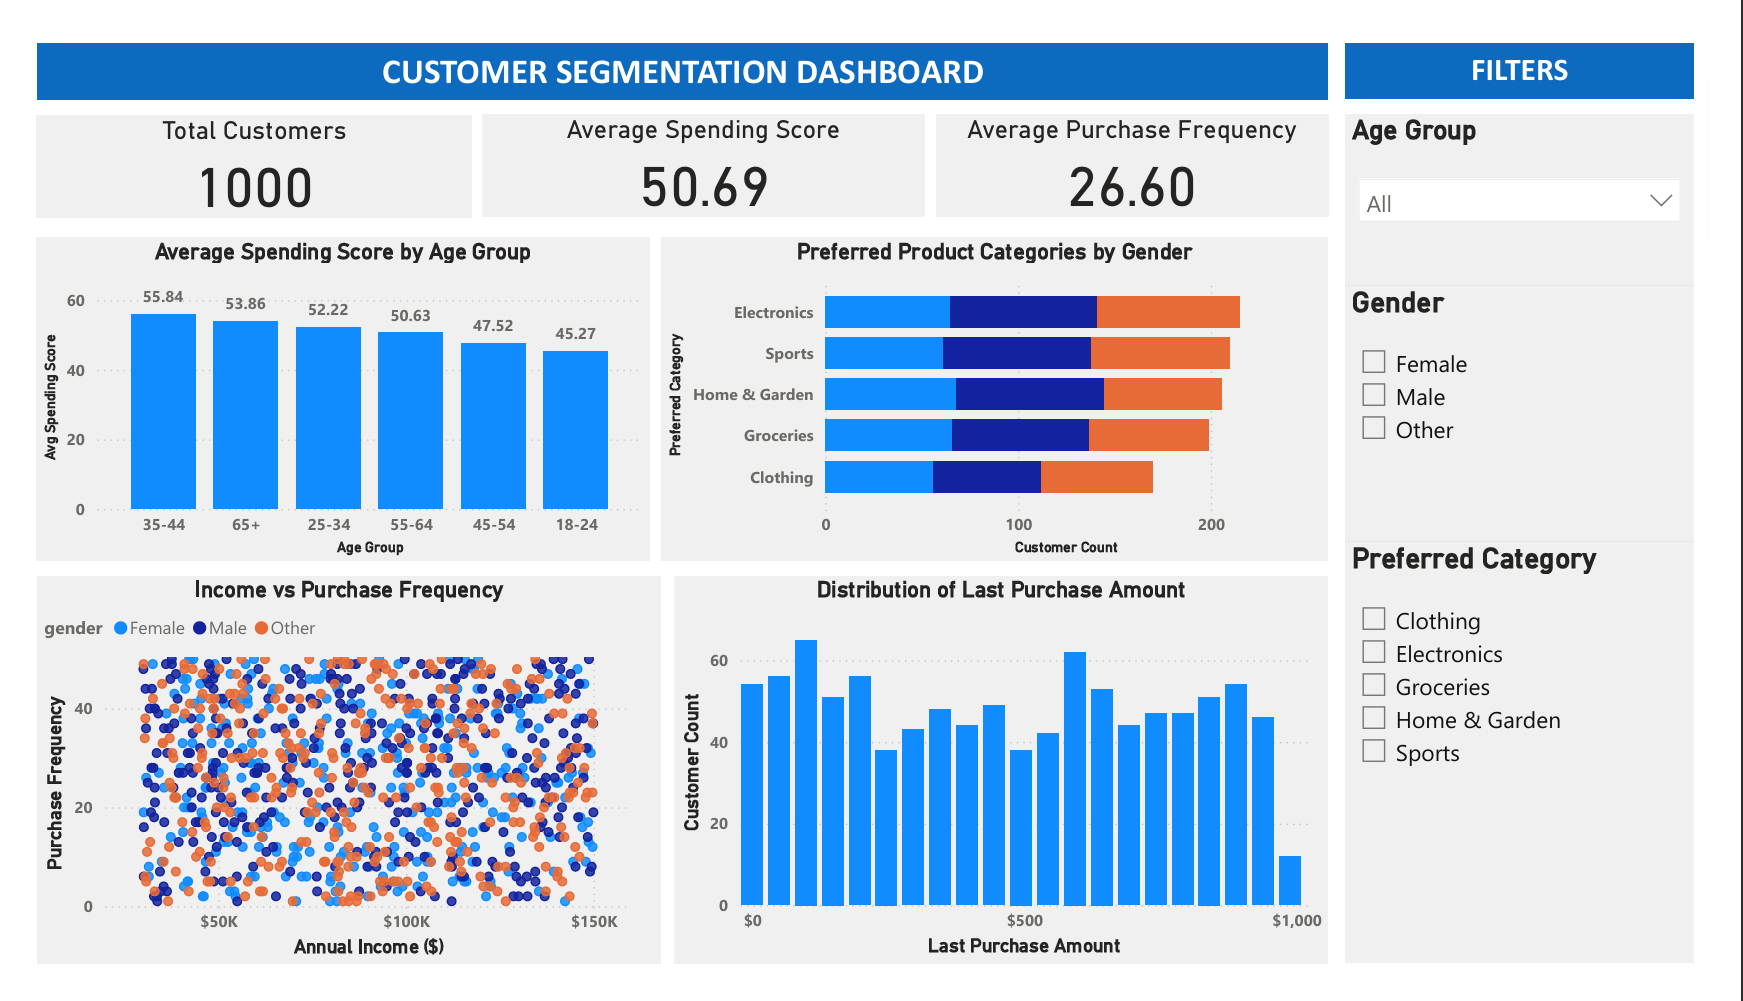 CUSTOMER SEGMENTATION DASHBOARD
FILTERS
Total Customers
1000
Average Spending Score
50.69
Average Purchase Frequency
26.60
Average Spending Score by Age Group
Avg Spending Score
60
40
20
0
55.84
53.86
52.22
50.63
47.52
45.27
35-44
65+
25-34
55-64
45-54
18-24
Age Group
Preferred Product Categories by Gender
Preferred Category
Electronics
Sports
Home & Garden
Groceries
Clothing
0
100
200
Customer Count
Income vs Purchase Frequency
gender Female Male Other
Purchase Frequency
40
20
0
$50K
$100K
$150K
Annual Income ($)
Distribution of Last Purchase Amount
Customer Count
60
40
20
0
$0
$500
$1,000
Last Purchase Amount
Age Group
All
Gender
Female
Male
Other
Preferred Category
Clothing
Electronics
Groceries
Home & Garden
Sports